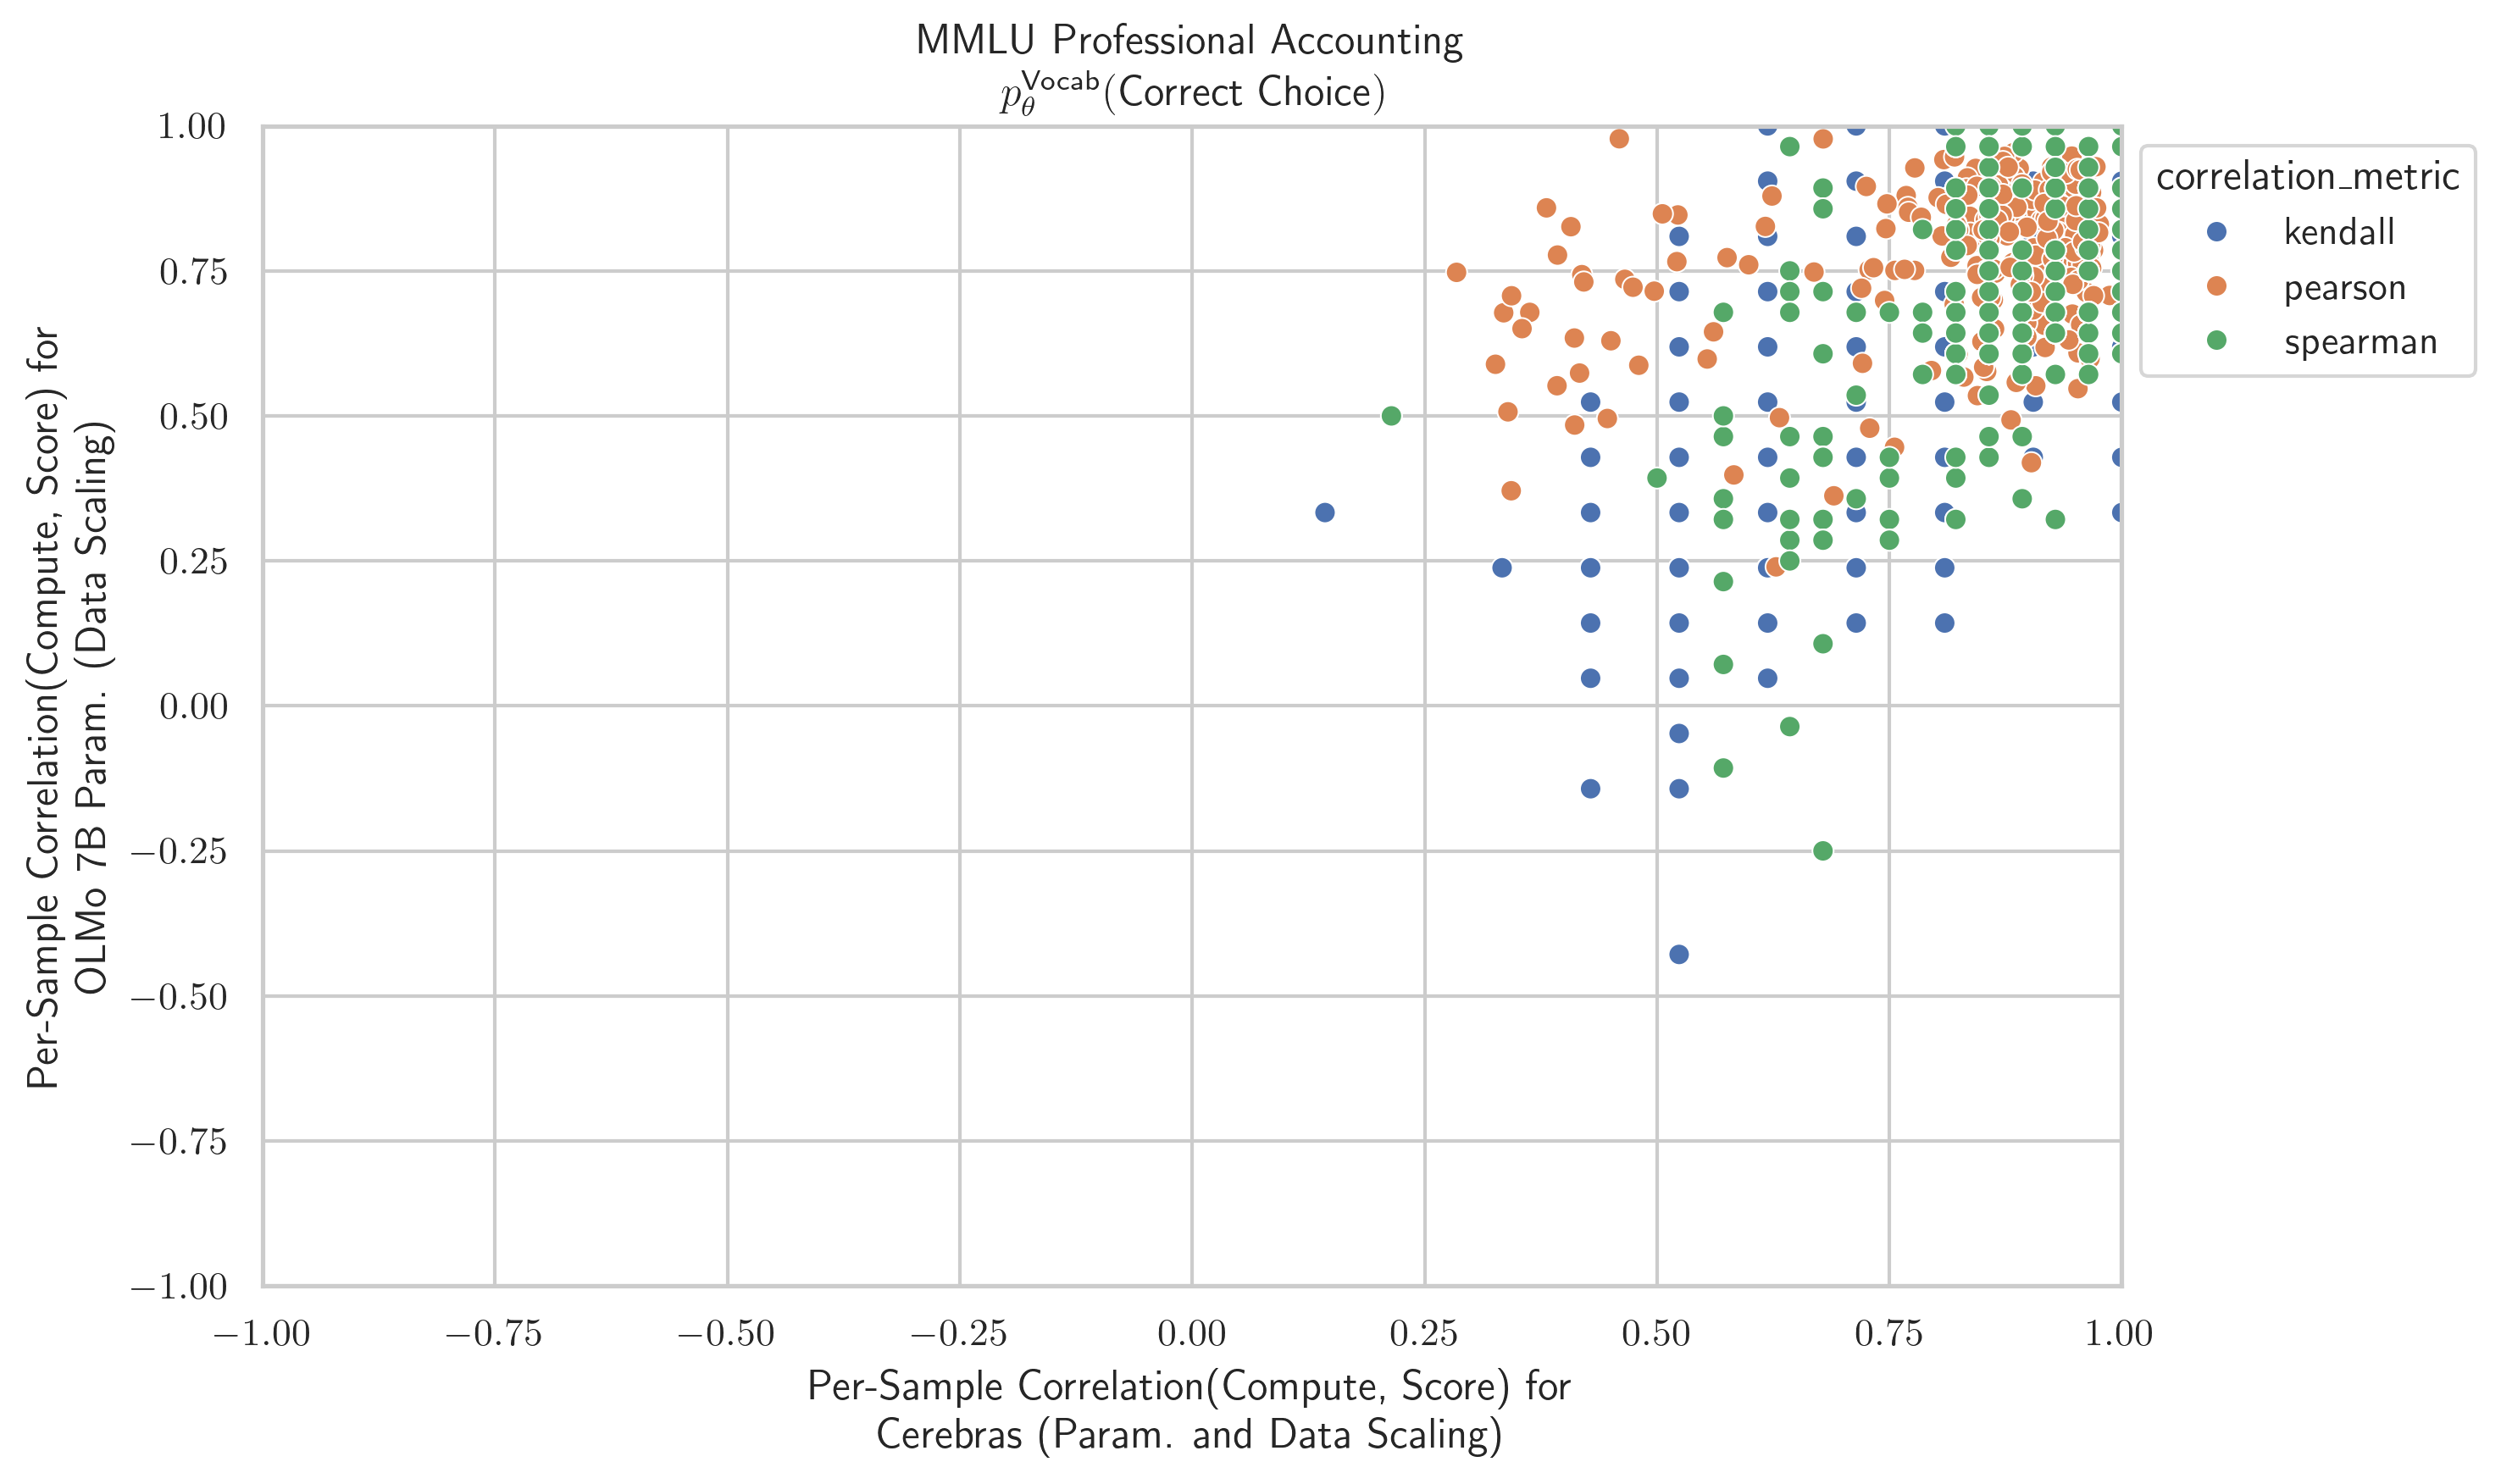 MMLU Professional Accounting
p_θ^Vocab(Correct Choice)
Per-Sample Correlation(Compute, Score) for
OLMo 7B Param. (Data Scaling)
1.00
0.75
0.50
0.25
0.00
−0.25
−0.50
−0.75
−1.00
correlation_metric
kendall
pearson
spearman
−1.00
−0.75
−0.50
−0.25
0.00
0.25
0.50
0.75
1.00
Per-Sample Correlation(Compute, Score) for
Cerebras (Param. and Data Scaling)